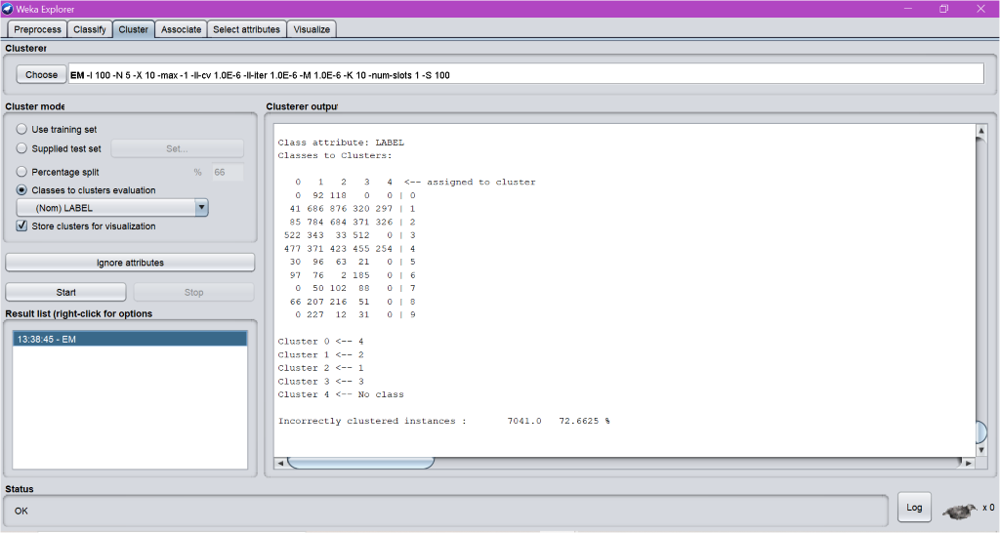 Weka Explorer
Preprocess Classify Cluster Associate Select attributes Visualize
Clusterer
Choose EM -I 100 -N 5 -X 10 -max -1 -ll-cv 1.0E-6 -ll-iter 1.0E-6 -M 1.0E-6 -K 10 -num-slots 1 -S 100
Cluster mode
Use training set
Supplied test set Set...
Percentage split % 66
Classes to clusters evaluation
(Nom) LABEL
Store clusters for visualization
Ignore attributes
Start Stop
Result list (right-click for options
13:38:45 - EM
Clusterer output
Class attribute: LABEL
Classes to Clusters:
0 1 2 3 4 <-- assigned to cluster
0 92 118 0 0 | 0
41 686 876 320 297 | 1
85 784 684 371 326 | 2
522 343 33 512 0 | 3
477 371 423 455 254 | 4
30 96 63 21 0 | 5
97 76 2 185 0 | 6
0 50 102 88 0 | 7
66 207 216 51 0 | 8
0 227 12 31 0 | 9
Cluster 0 <-- 4
Cluster 1 <-- 2
Cluster 2 <-- 1
Cluster 3 <-- 3
Cluster 4 <-- No class
Incorrectly clustered instances : 7041.0 72.6625 %
Status
OK
Log x 0